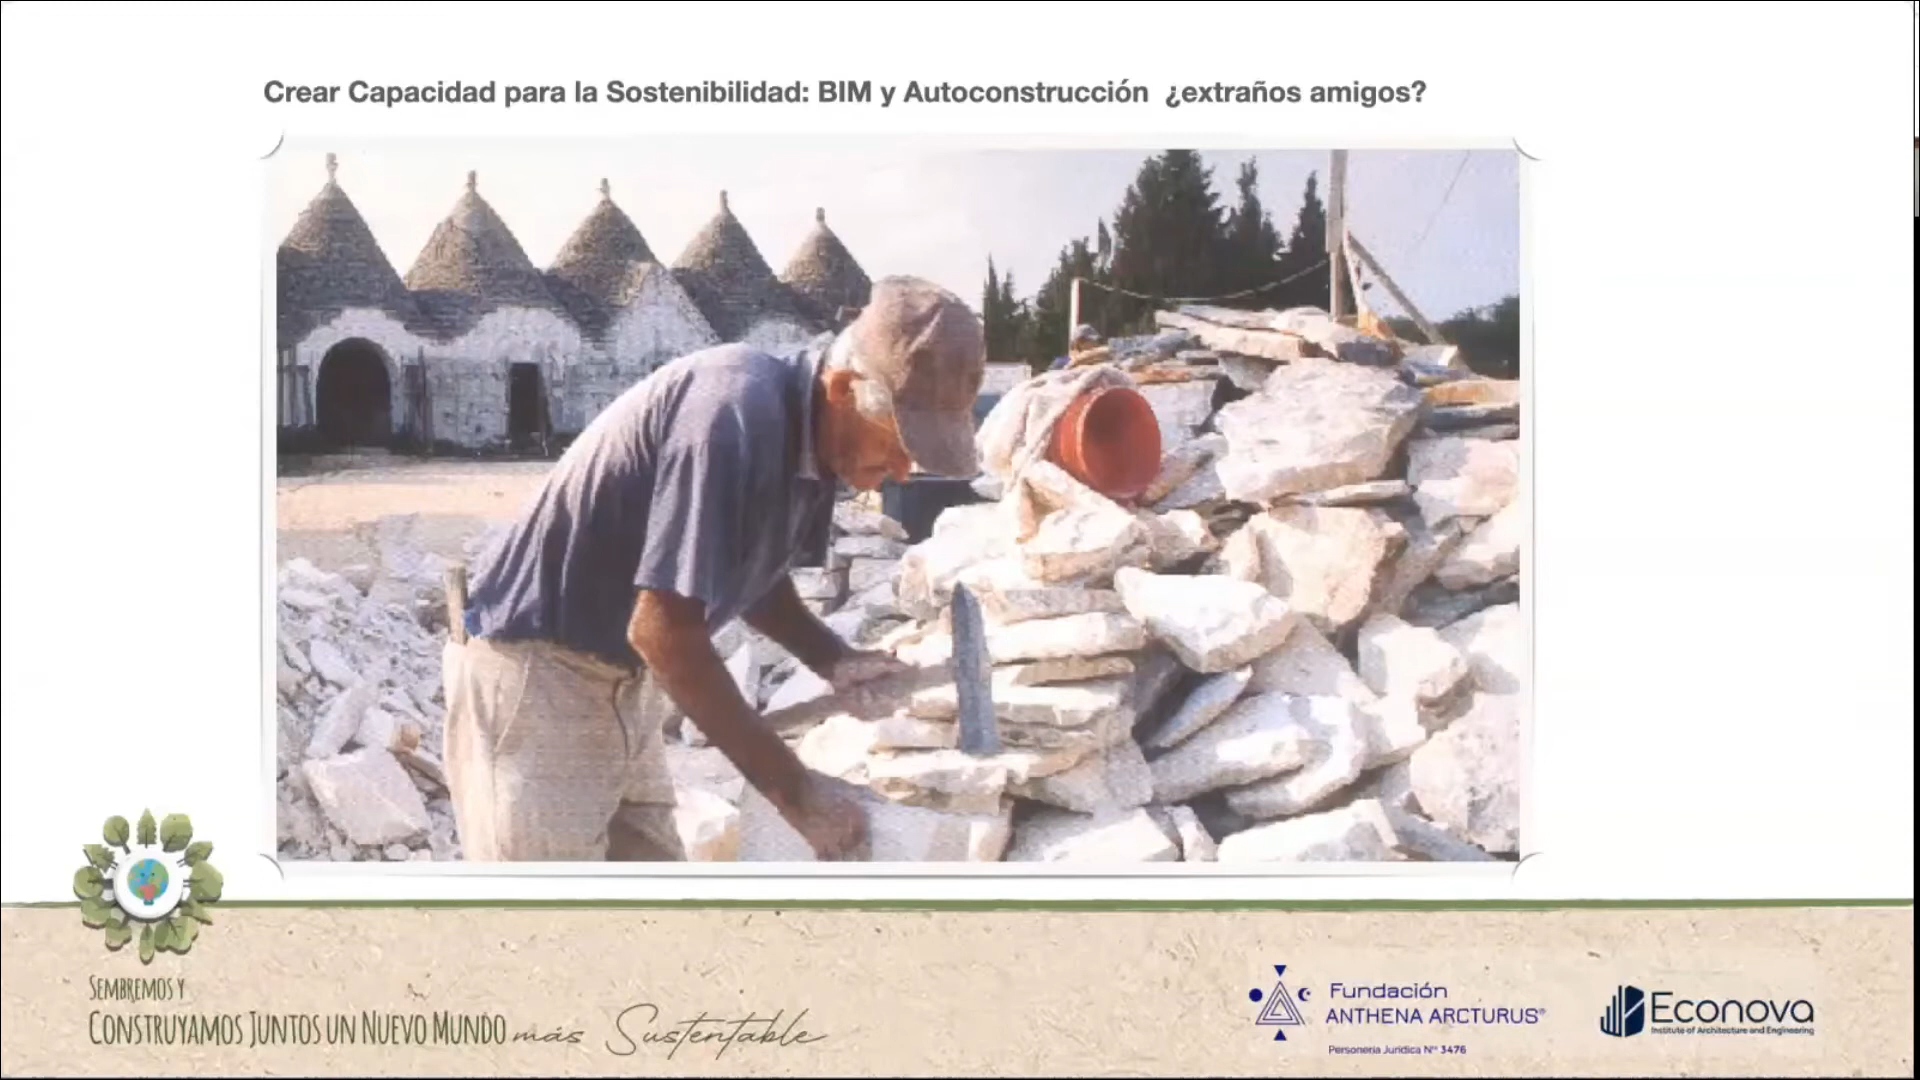 Crear Capacidad para la Sostenibilidad: BIM y Autoconstrucción ¿extraños amigos?
SEMBREMOS Y
CONSTRUYAMOS JUNTOS UN NUEVO MUNDO más Sustentable
Fundación
ANTHENA ARCTURUS®
Personería Jurídica N° 3476
Econova
Institute of Architecture and Engineering